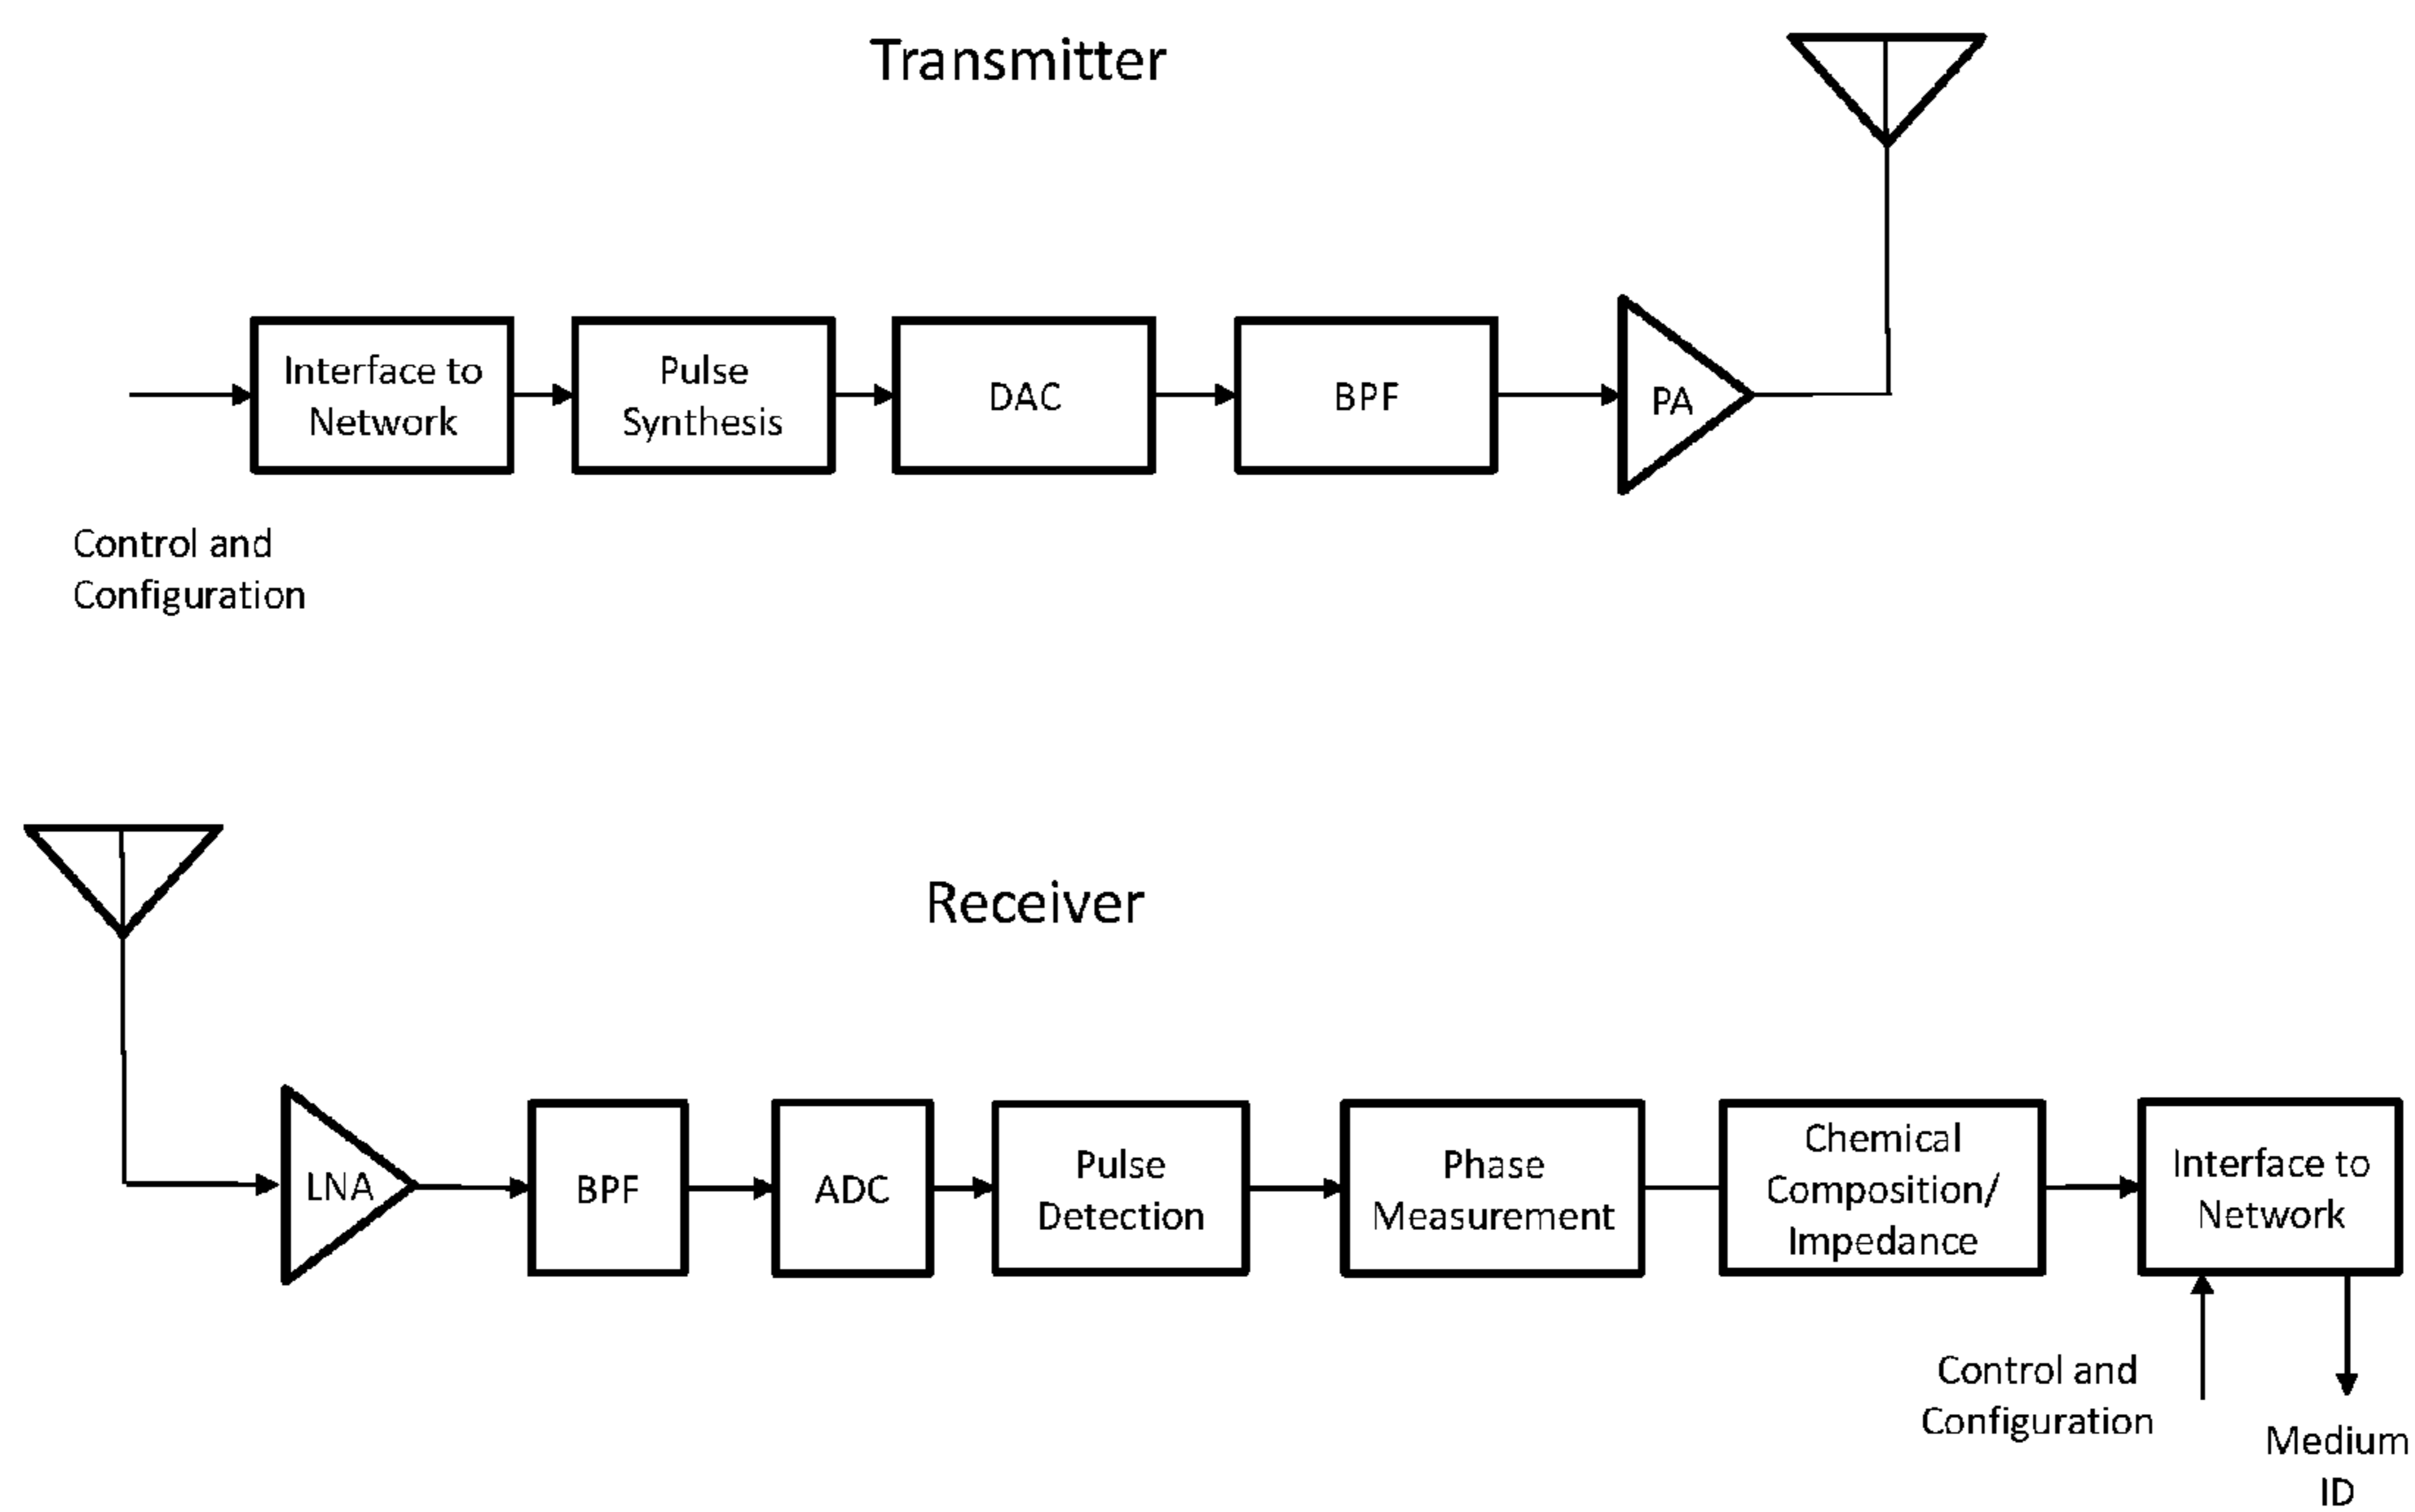 Transmitter
Interface to
Network
Pulse
Synthesis
DAC
BPF
PA
Control and
Configuration
Receiver
LNA
BPF
ADC
Pulse
Detection
Phase
Measurement
Chemical
Composition/
Impedance
Interface to
Network
Control and
Configuration
Medium
ID